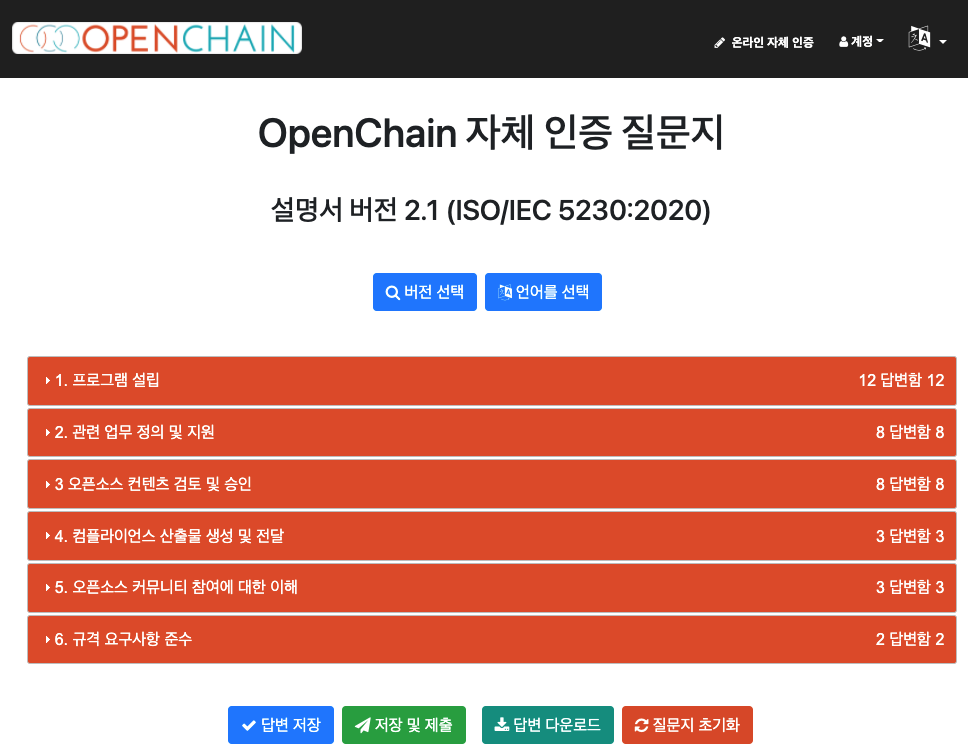 OPENCHAIN
온라인 자체 인증 계정
OpenChain 자체 인증 질문지
설명서 버전 2.1 (ISO/IEC 5230:2020)
버전 선택 언어를 선택
1. 프로그램 설립 12 답변함 12
2. 관련 업무 정의 및 지원 8 답변함 8
3 오픈소스 컨텐츠 검토 및 승인 8 답변함 8
4. 컴플라이언스 산출물 생성 및 전달 3 답변함 3
5. 오픈소스 커뮤니티 참여에 대한 이해 3 답변함 3
6. 규격 요구사항 준수 2 답변함 2
답변 저장 저장 및 제출 답변 다운로드 질문지 초기화